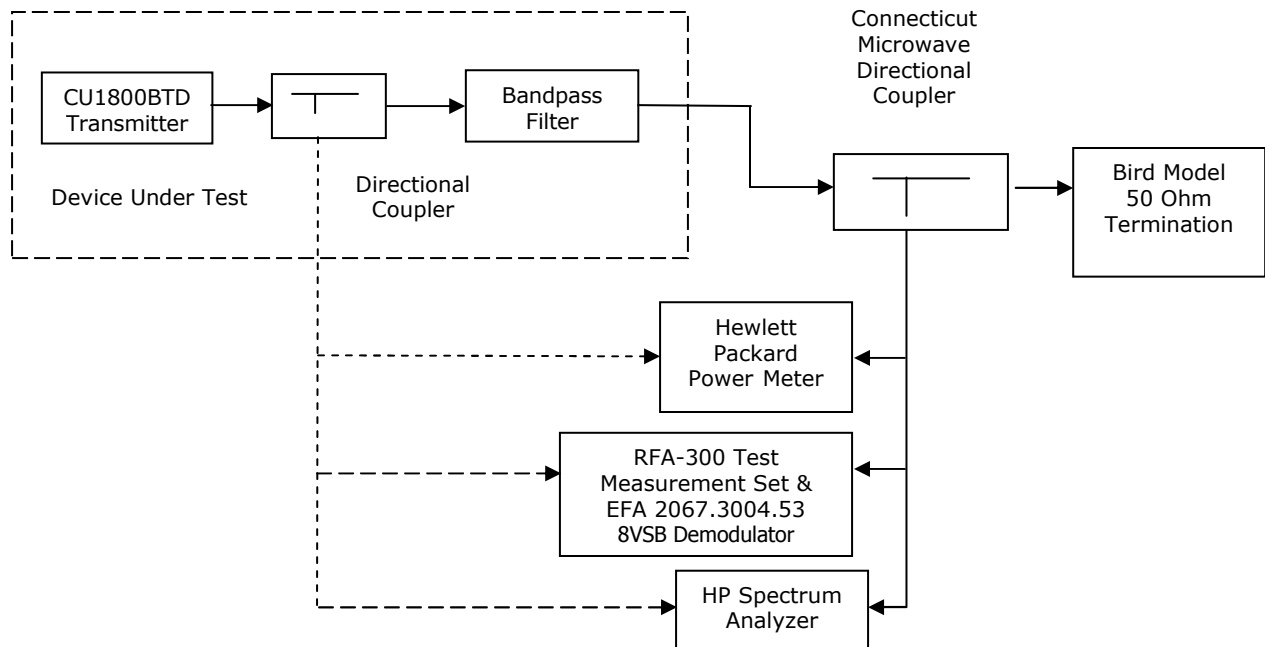 Connecticut
Microwave
Directional
Coupler
CU1800BTD
Transmitter
Bandpass
Filter
Device Under Test
Directional
Coupler
Bird Model
50 Ohm
Termination
Hewlett
Packard
Power Meter
RFA-300 Test
Measurement Set &
EFA 2067.3004.53
8VSB Demodulator
HP Spectrum
Analyzer